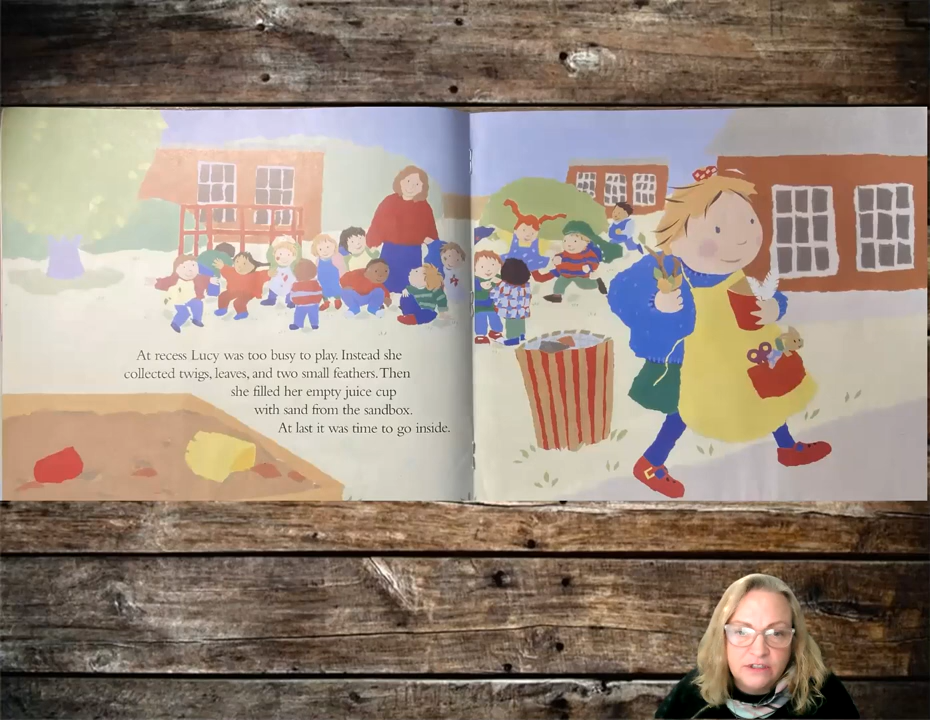 At recess Lucy was too busy to play. Instead she
collected twigs, leaves, and two small feathers. Then
she filled her empty juice cup
with sand from the sandbox.
At last it was time to go inside.